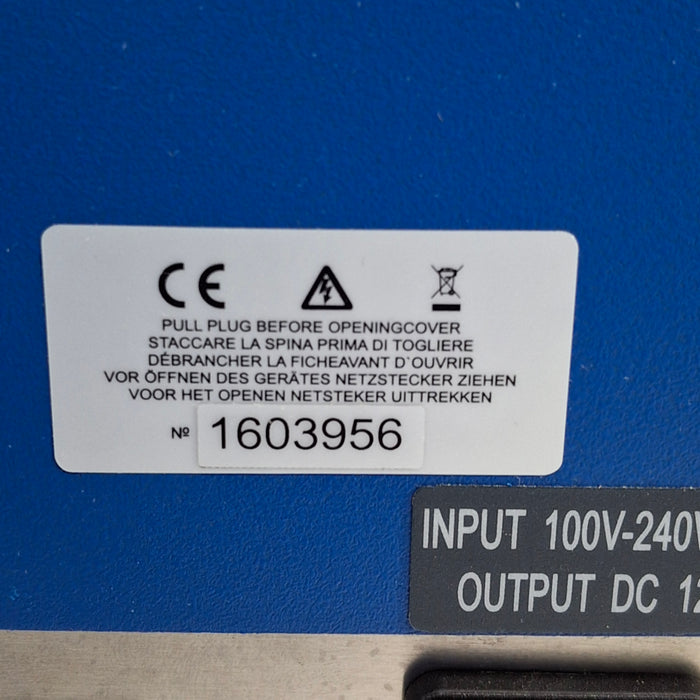 CE
PULL PLUG BEFORE OPENINGCOVER
STACCARE LA SPINA PRIMA DI TOGLIERE
DÉBRANCHER LA FICHEAVANT D`OUVRIR
VOR ÖFFNEN DES GERÄTES NETZSTECKER ZIEHEN
VOOR HET OPENEN NETSTEKER UITTREKKEN
Nº 1603956
INPUT 100V-240V
OUTPUT DC 12